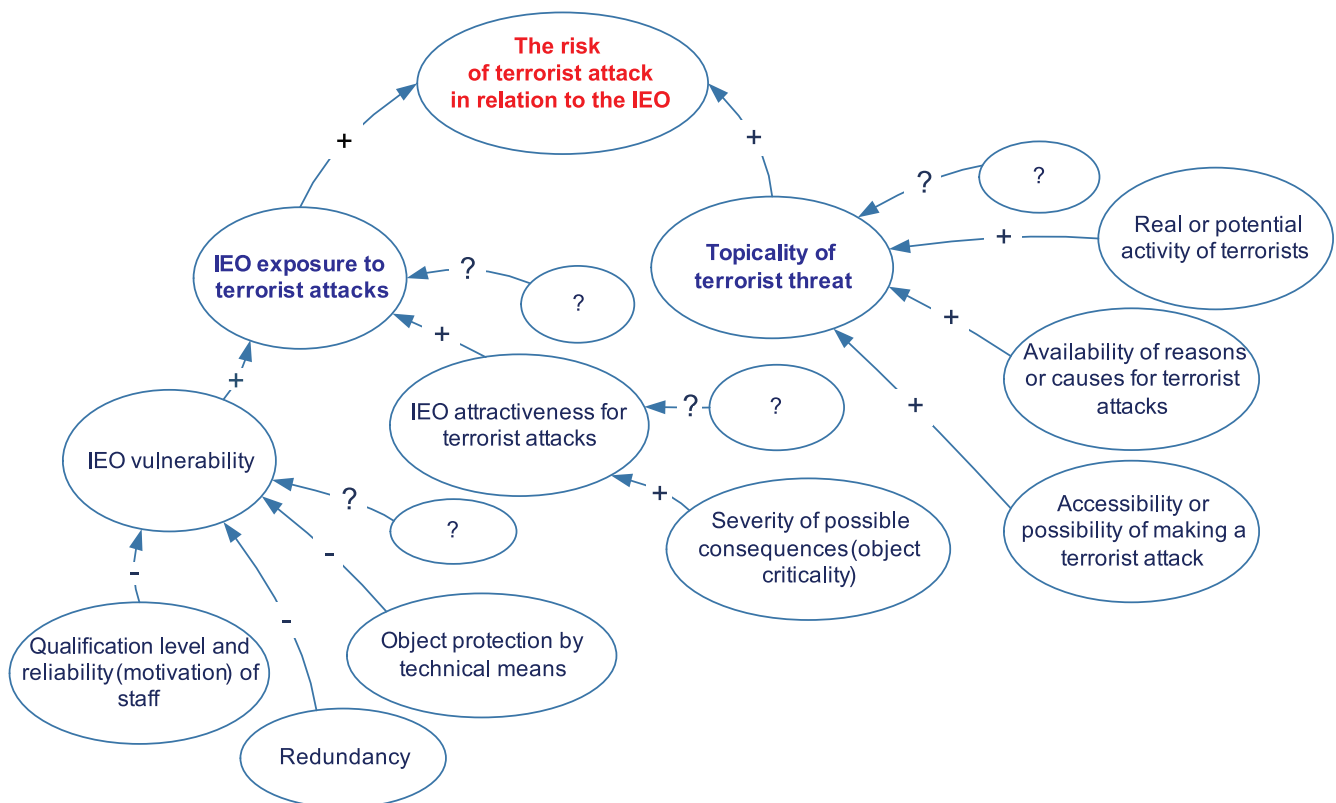 The risk
of terrorist attack
in relation to the IEO
+
+
?
?
Real or potential
activity of terrorists
+
IEO exposure to
terrorist attacks
?
?
Topicality of
terrorist threat
+
+
Availability of reasons
or causes for terrorist
attacks
+
IEO attractiveness for
terrorist attacks
?
?
+
IEO vulnerability
?
?
+
Severity of possible
consequences (object
criticality)
Accessibility or
possibility of making a
terrorist attack
-
-
-
Qualification level and
reliability (motivation) of
staff
Object protection by
technical means
Redundancy